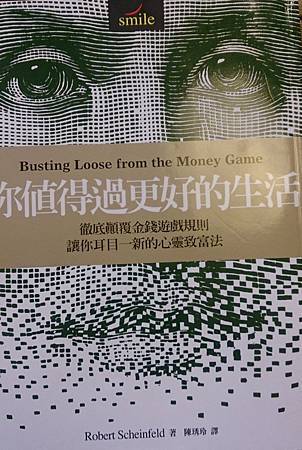 smile
Busting Loose from the Money Game
你值得過更好的生活
徹底顛覆金錢遊戲規則
讓你耳目一新的心靈致富法
Robert Scheinfeld 著 陳琇玲 譯